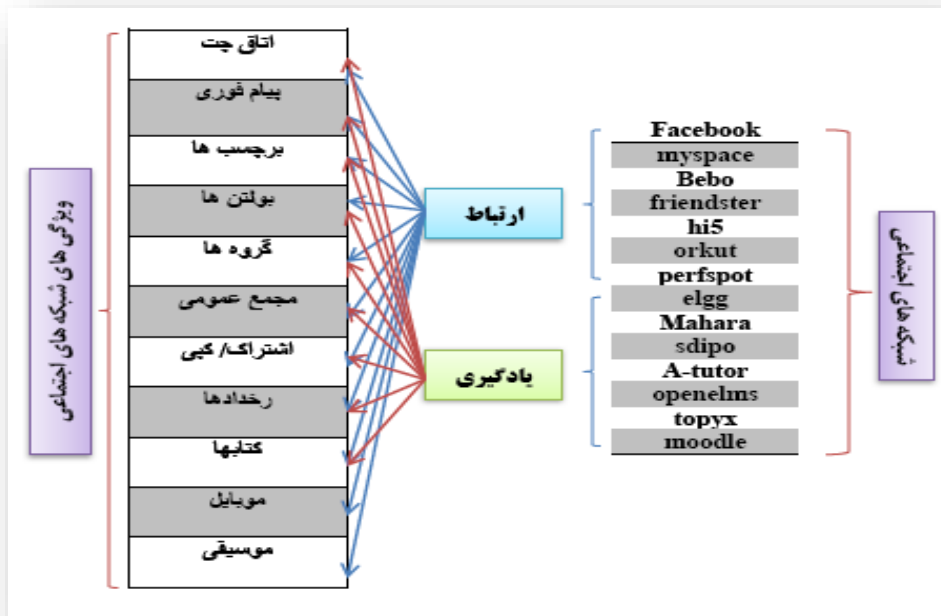 شبکه های اجتماعی
Facebook
myspace
Bebo
friendster
hi5
orkut
perfspot
elgg
Mahara
sdipo
A-tutor
openelms
topyx
moodle
ارتباط
یادگیری
اتاق چت
پیام فوری
برچسب ها
بولتن ها
گروه ها
مجمع عمومی
اشتراک/ کپی
رخدادها
کتابها
موبایل
موسیقی
ویژگی های شبکه های اجتماعی